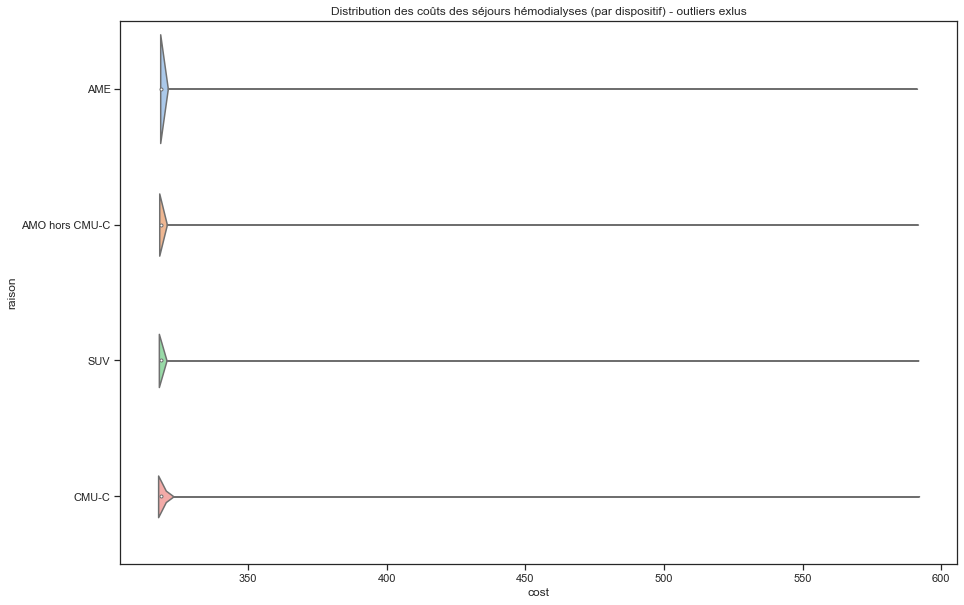 Distribution des coûts des séjours hémodialyses (par dispositif) - outliers exlus
AME
AMO hors CMU-C
raison
SUV
CMU-C
350
400
450
500
550
600
cost